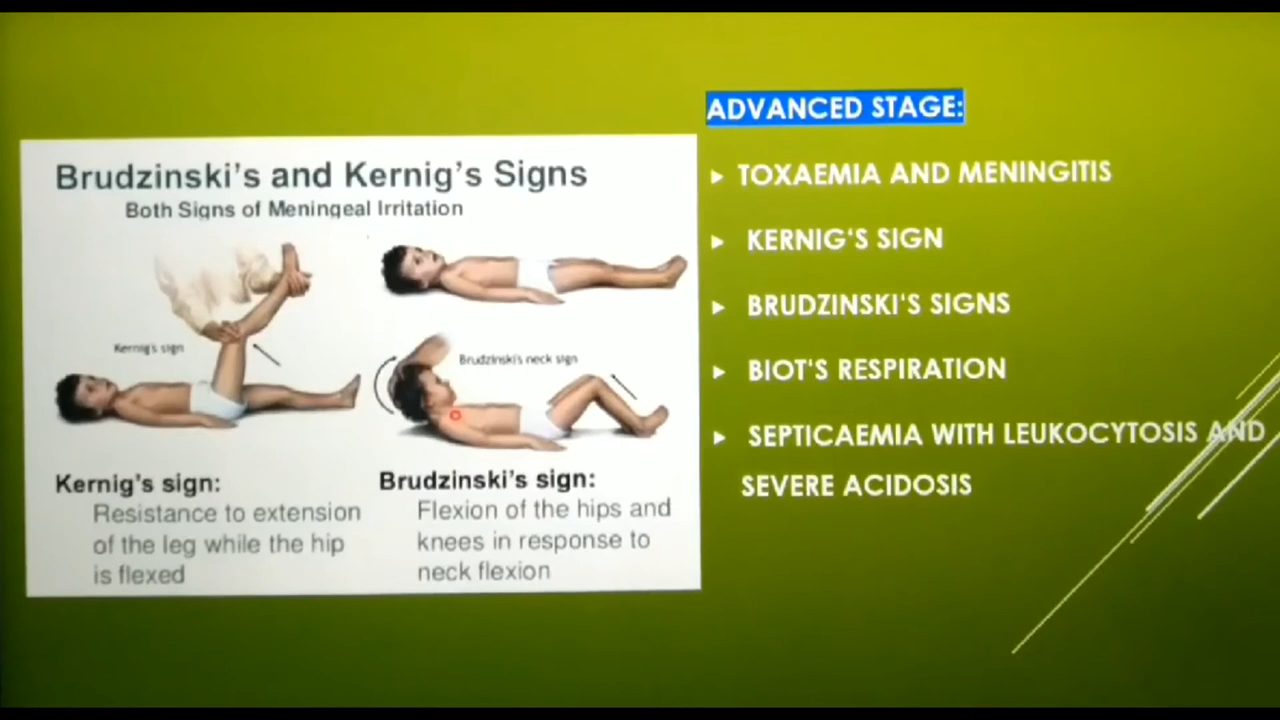 Brudzinski's and Kernig's Signs
Both Signs of Meningeal Irritation
Kernig's sign
Brudzinski's neck sign
Kernig's sign:
Resistance to extension
of the leg while the hip
is flexed
Brudzinski's sign:
Flexion of the hips and
knees in response to
neck flexion
ADVANCED STAGE:
TOXAEMIA AND MENINGITIS
KERNIG'S SIGN
BRUDZINSKI'S SIGNS
BIOT'S RESPIRATION
SEPTICAEMIA WITH LEUKOCYTOSIS AND
SEVERE ACIDOSIS